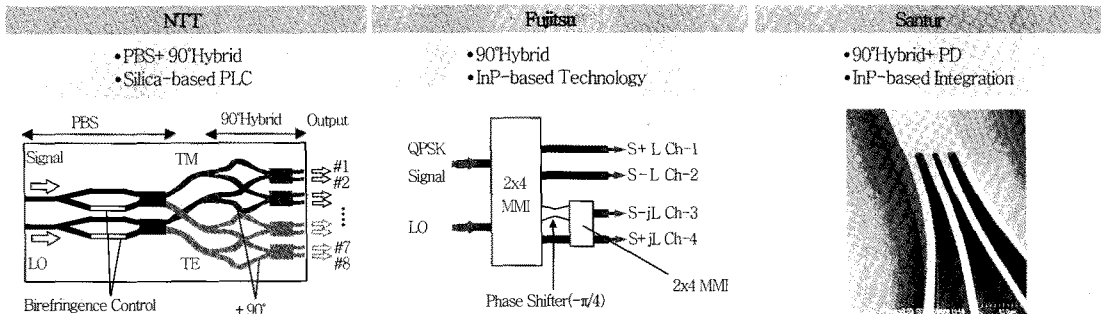 NTT
•PBS+ 90°Hybrid
•Silica-based PLC
PBS
90°Hybrid
Output
Signal
TM
#1
#2
#7
#8
LO
TE
Birefringence Control
+90°
Fujitsu
•90°Hybrid
•InP-based Technology
QPSK
Signal
LO
2x4
MMI
S+L Ch-1
S-L Ch-2
S-jL Ch-3
S+jL Ch-4
2x4 MMI
Phase Shifter(-π/4)
Santur
•90°Hybrid+ PD
•InP-based Integration